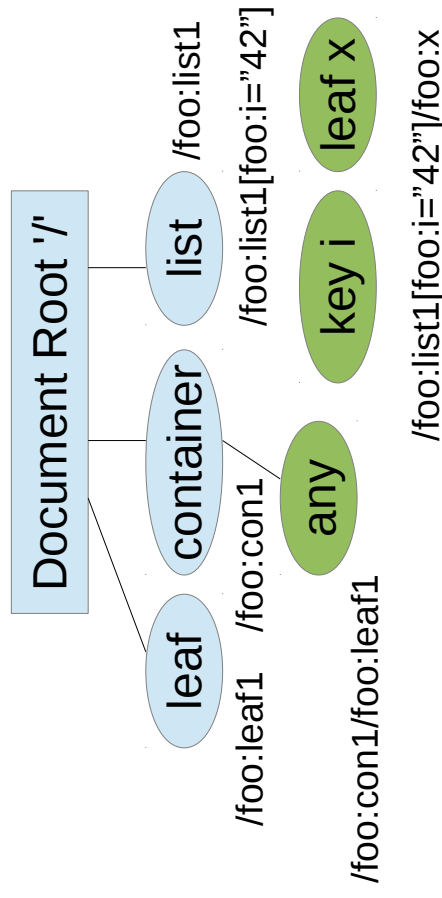 Document Root '/'
leaf
container
list
/foo:list1
/foo:leaf1
/foo:con1
/foo:list1[foo:i=”42”]
any
key i
leaf x
/foo:con1/foo:leaf1
/foo:list1[foo:i=”42”]/foo:x